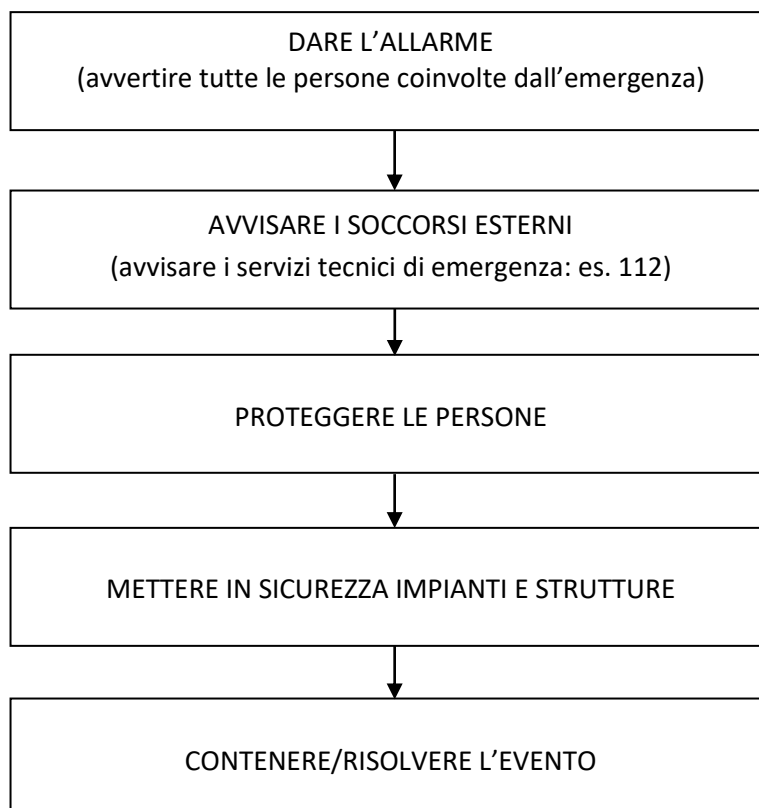 DARE L’ALLARME
(avvertire tutte le persone coinvolte dall’emergenza)
AVVISARE I SOCCORSI ESTERNI
(avvisare i servizi tecnici di emergenza: es. 112)
PROTEGGERE LE PERSONE
METTERE IN SICUREZZA IMPIANTI E STRUTTURE
CONTENERE/RISOLVERE L’EVENTO